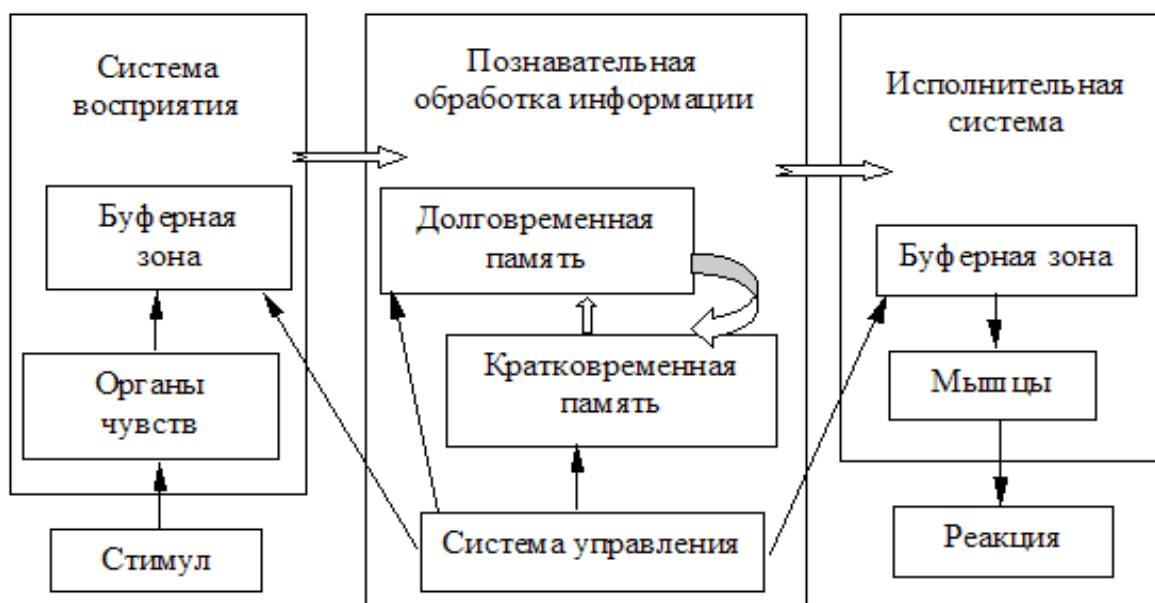 Система
восприятия
Буферная
зона
Органы
чувств
Стимул
Познавательная
обработка информации
Долговременная
память
Кратковременная
память
Система управления
Исполнительная
система
Буферная зона
Мышцы
Реакция